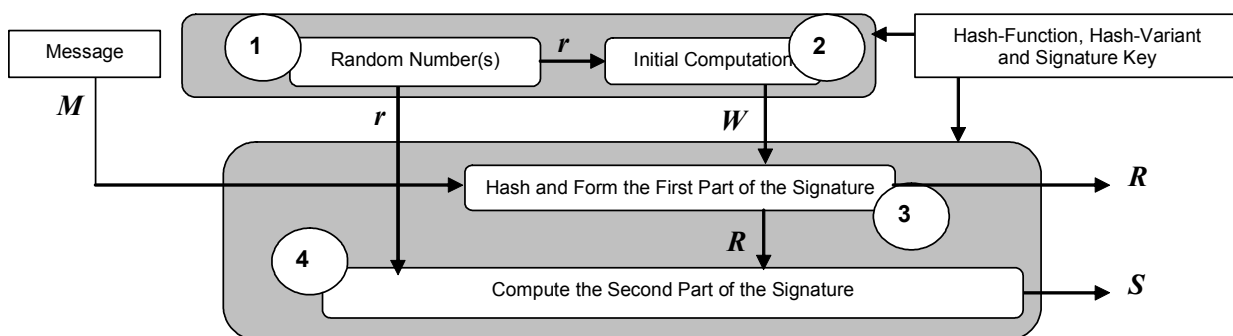 Message
1
Random Number(s)
r
Initial Computation
2
Hash-Function, Hash-Variant
and Signature Key
M
r
W
Hash and Form the First Part of the Signature
R
3
R
4
Compute the Second Part of the Signature
S